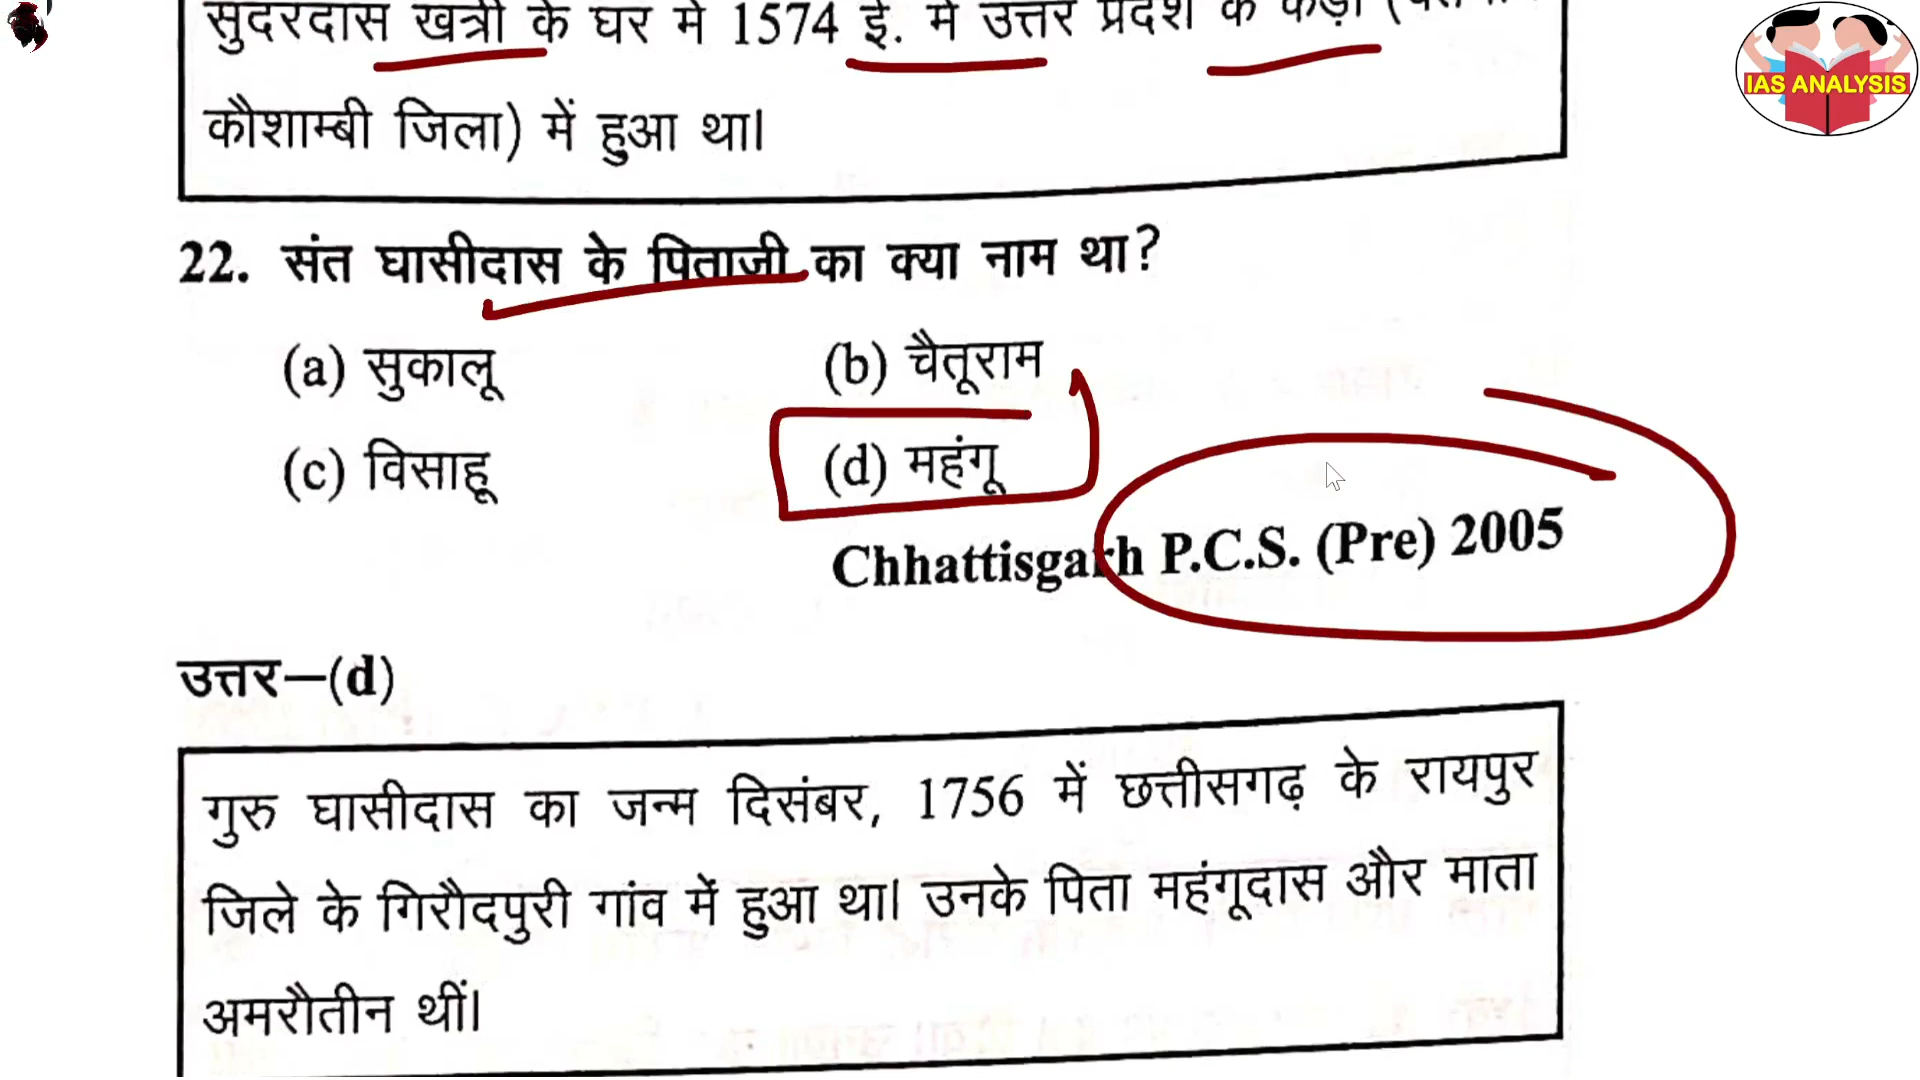 सुंदरदास खत्री के घर में 1574 ई. में उत्तर प्रदेश के कड़ा
कौशाम्बी जिला) में हुआ था।
IAS ANALYSIS
22. संत घासीदास के पिताजी का क्या नाम था?
(a) सुकालू (b) चैतूराम
(c) विसाहू (d) महंगू
Chhattisgarh P.C.S. (Pre) 2005
उत्तर–(d)
गुरु घासीदास का जन्म दिसंबर, 1756 में छत्तीसगढ़ के रायपुर
जिले के गिरौदपुरी गांव में हुआ था। उनके पिता महंगूदास और माता
अमरौतीन थीं।